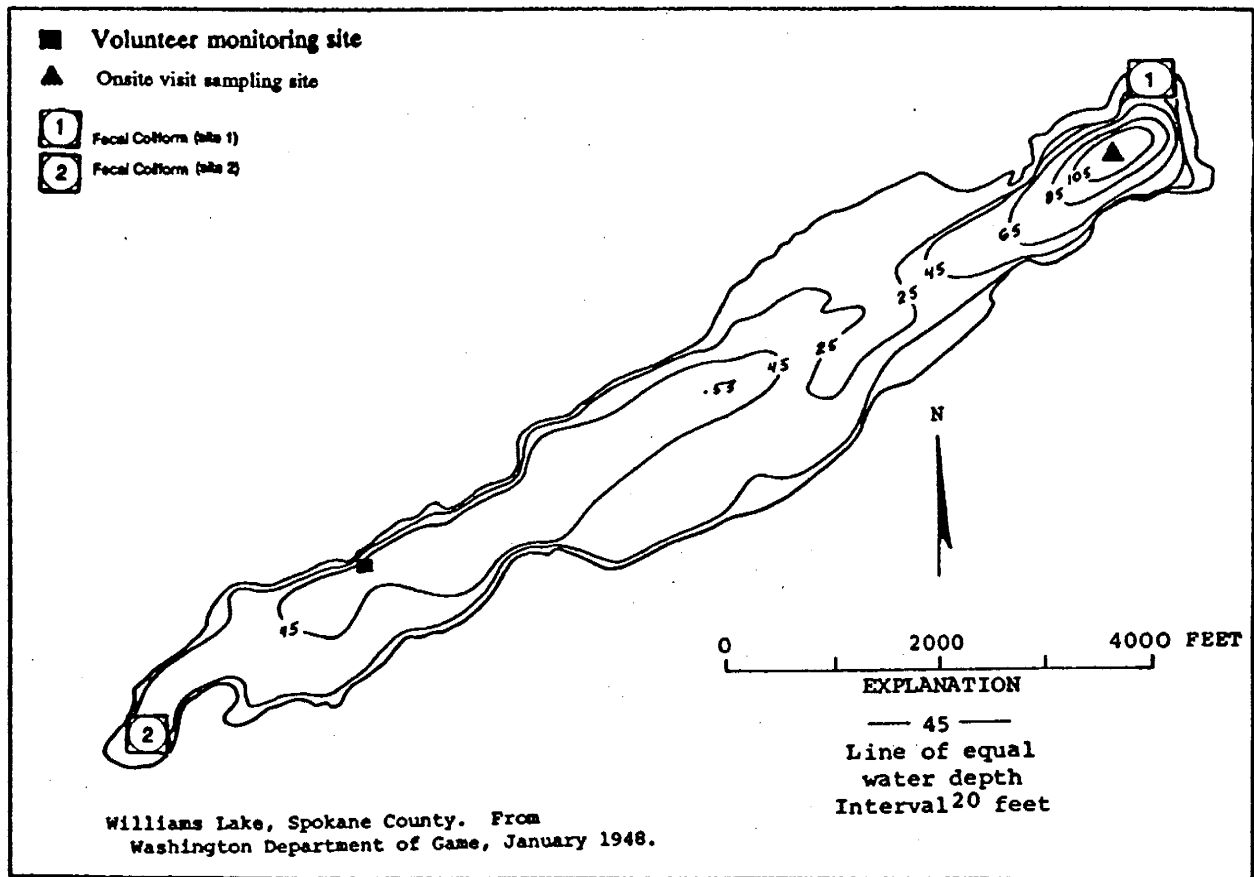 Volunteer monitoring site
Onsite visit sampling site
1 Fecal Coliform (site 1)
2 Fecal Coliform (site 2)
1
105
85
65
45
25
25
45
.53
N
45
2
0 2000 4000 FEET
EXPLANATION
45
Line of equal
water depth
Interval 20 feet
Williams Lake, Spokane County. From
Washington Department of Game, January 1948.